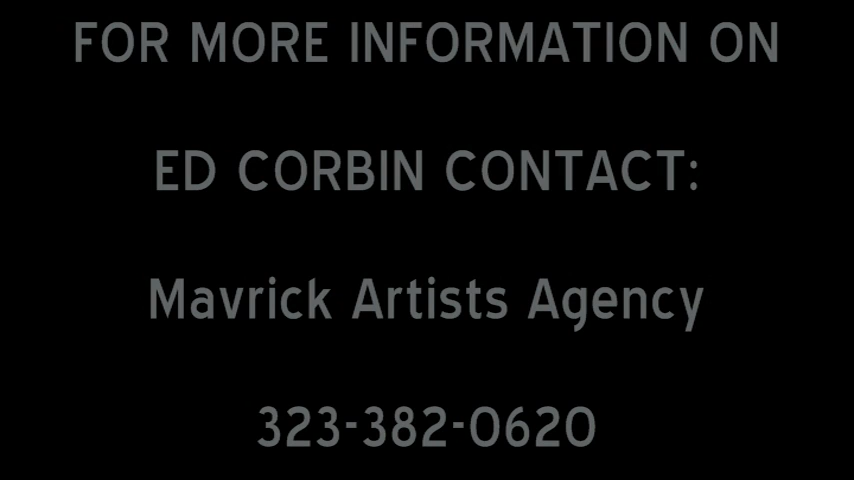 FOR MORE INFORMATION ON
ED CORBIN CONTACT:
Mavrick Artists Agency
323-382-0620